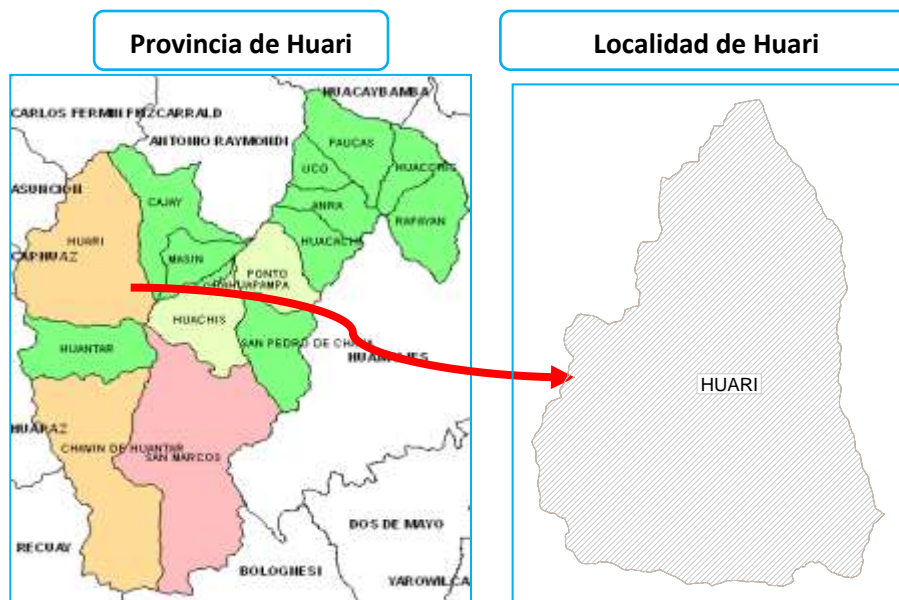 Provincia de Huari
Localidad de Huari
HUACAYBAMBA
CARLOS FERMIN FITZCARRALD
ANTONIO RAYMONDI
PAUCAS
UCO
ASUNCION
CAJAY
ANRA
RAPAYAN
HUARI
HUACACHI
CARHUAZ
MASIN
PONTO
HUACHIS
SAN PEDRO DE CHANA
HUANTAR
HUARI
HUARAZ
CHAVIN DE HUANTAR
SAN MARCOS
DOS DE MAYO
RECUAY
BOLOGNESI
YAROWILCA